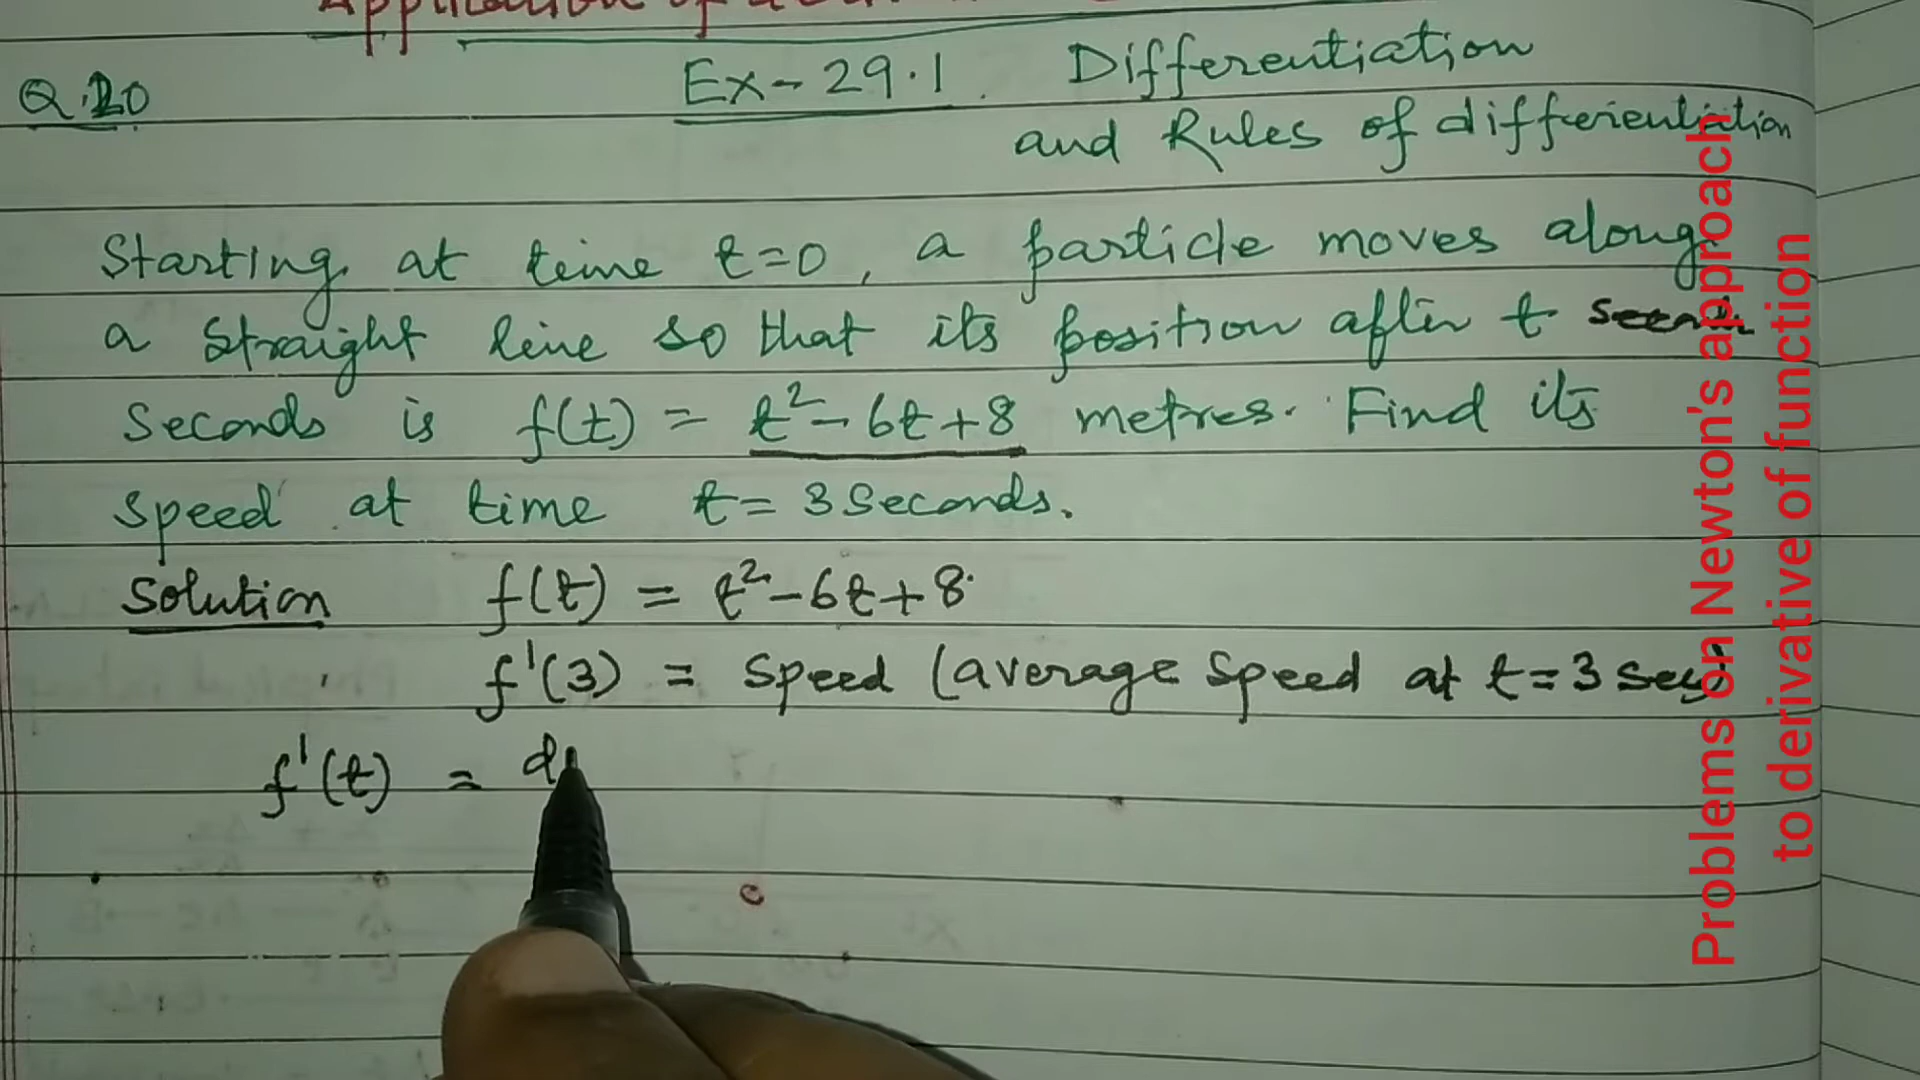 Application of
Q.20
Ex-29.1. Differentiation
and Rules of differentiation
Starting at time t=0, a particle moves along
a straight line so that its position after t
seconds is f(t) = t²-6t+8 metres. Find its
speed at time t= 3 seconds.
Solution f(t) = t²-6t+8.
f'(3) = Speed (average speed at t=3 sec)
f'(t) = d
Problems on Newton's approach
to derivative of function